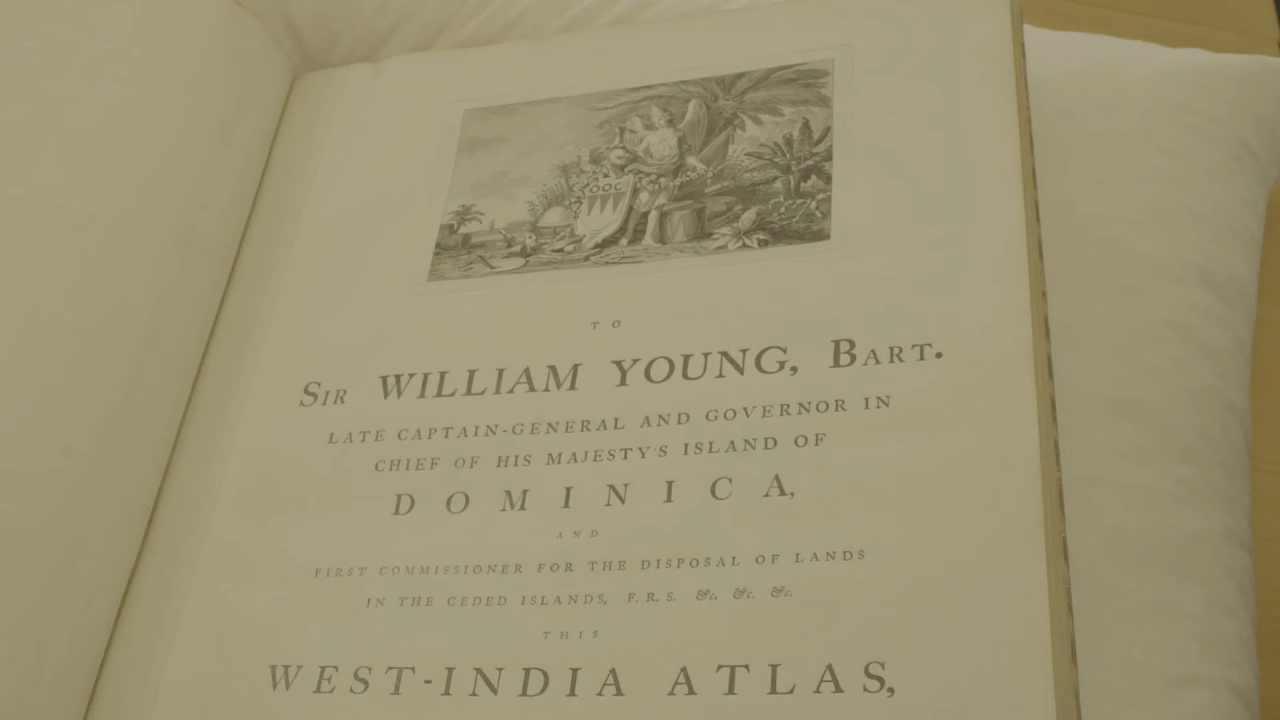 OOC
TO
SIR WILLIAM YOUNG, BART.
LATE CAPTAIN-GENERAL AND GOVERNOR IN
CHIEF OF HIS MAJESTY'S ISLAND OF
DOMINICA,
AND
FIRST COMMISSIONER FOR THE DISPOSAL OF LANDS
IN THE CEDED ISLANDS, F.R.S. &c. &c. &c.
THIS
WEST-INDIA ATLAS,